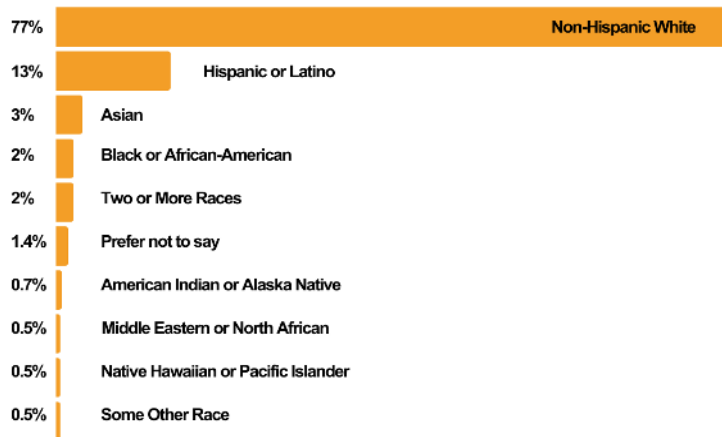 77% Non-Hispanic White
13% Hispanic or Latino
3% Asian
2% Black or African-American
2% Two or More Races
1.4% Prefer not to say
0.7% American Indian or Alaska Native
0.5% Middle Eastern or North African
0.5% Native Hawaiian or Pacific Islander
0.5% Some Other Race